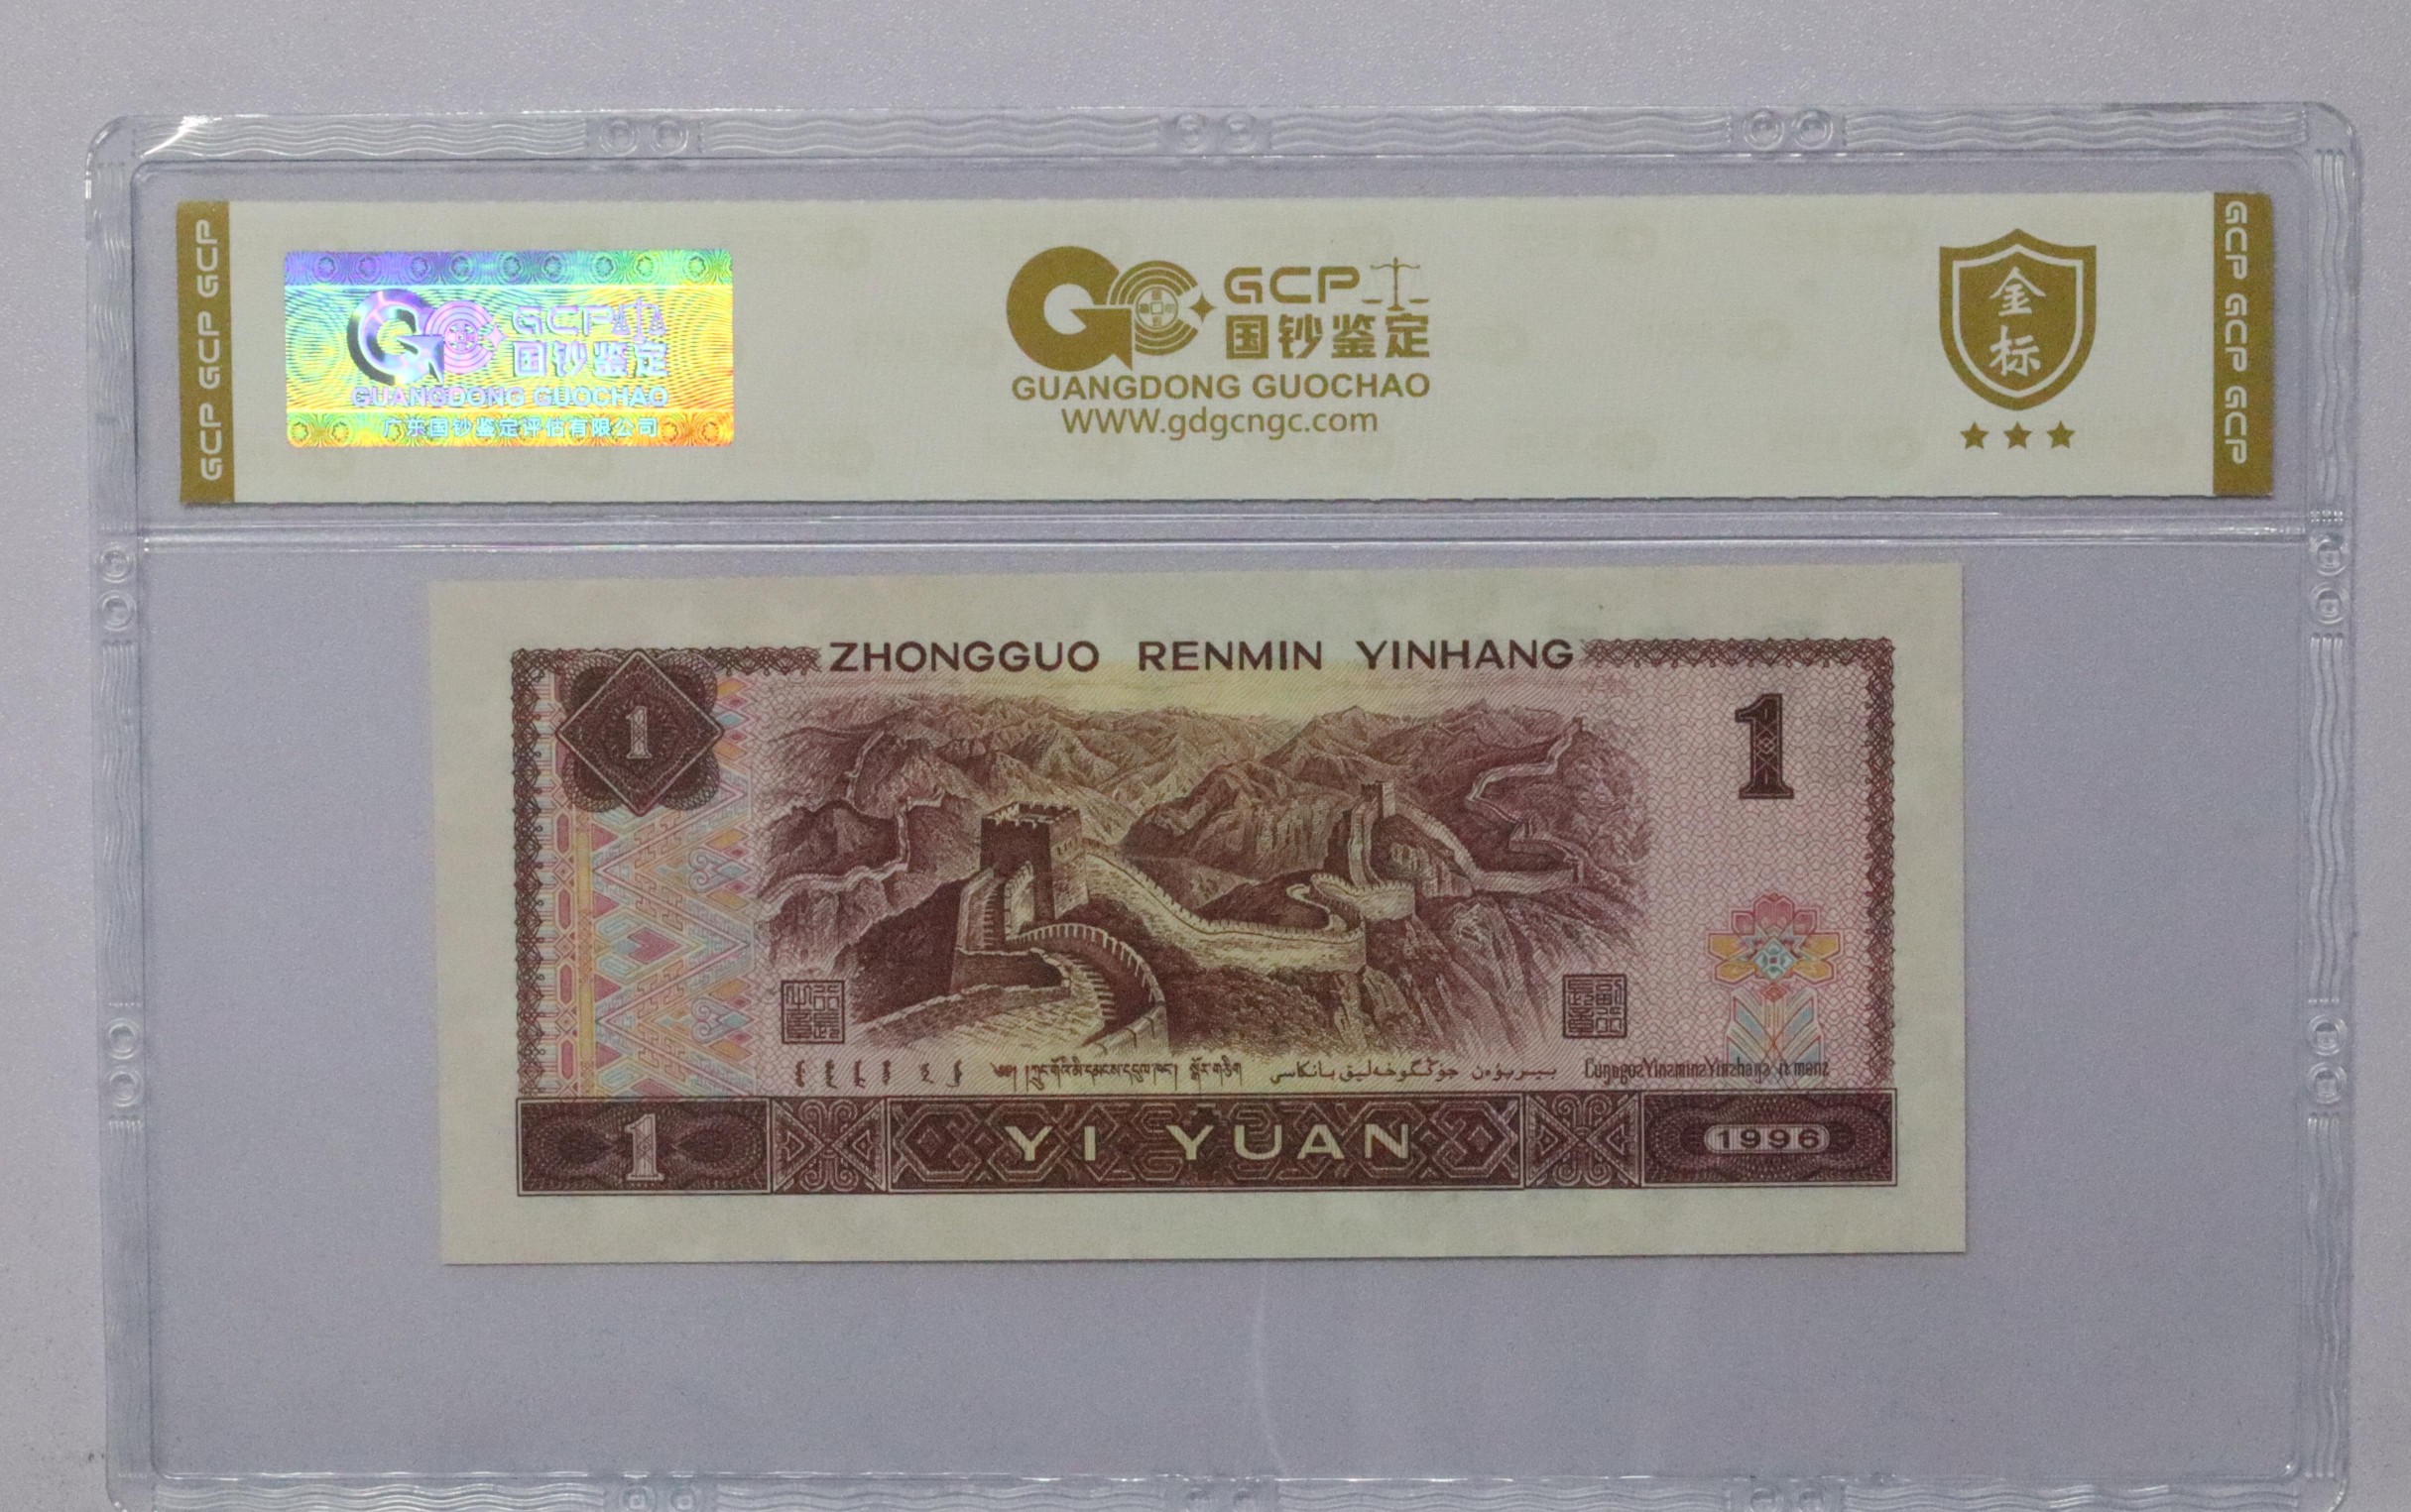 GCP GCP GCP
GCP
国钞鉴定
GUANGDONG GUOCHAO
广东国钞鉴定评估有限公司
GCP
国钞鉴定
GUANGDONG GUOCHAO
WWW.gdgcngc.com
金
标
GCP GCP GCP
ZHONGGUO RENMIN YINHANG
1
1
1
YI YUAN
1996